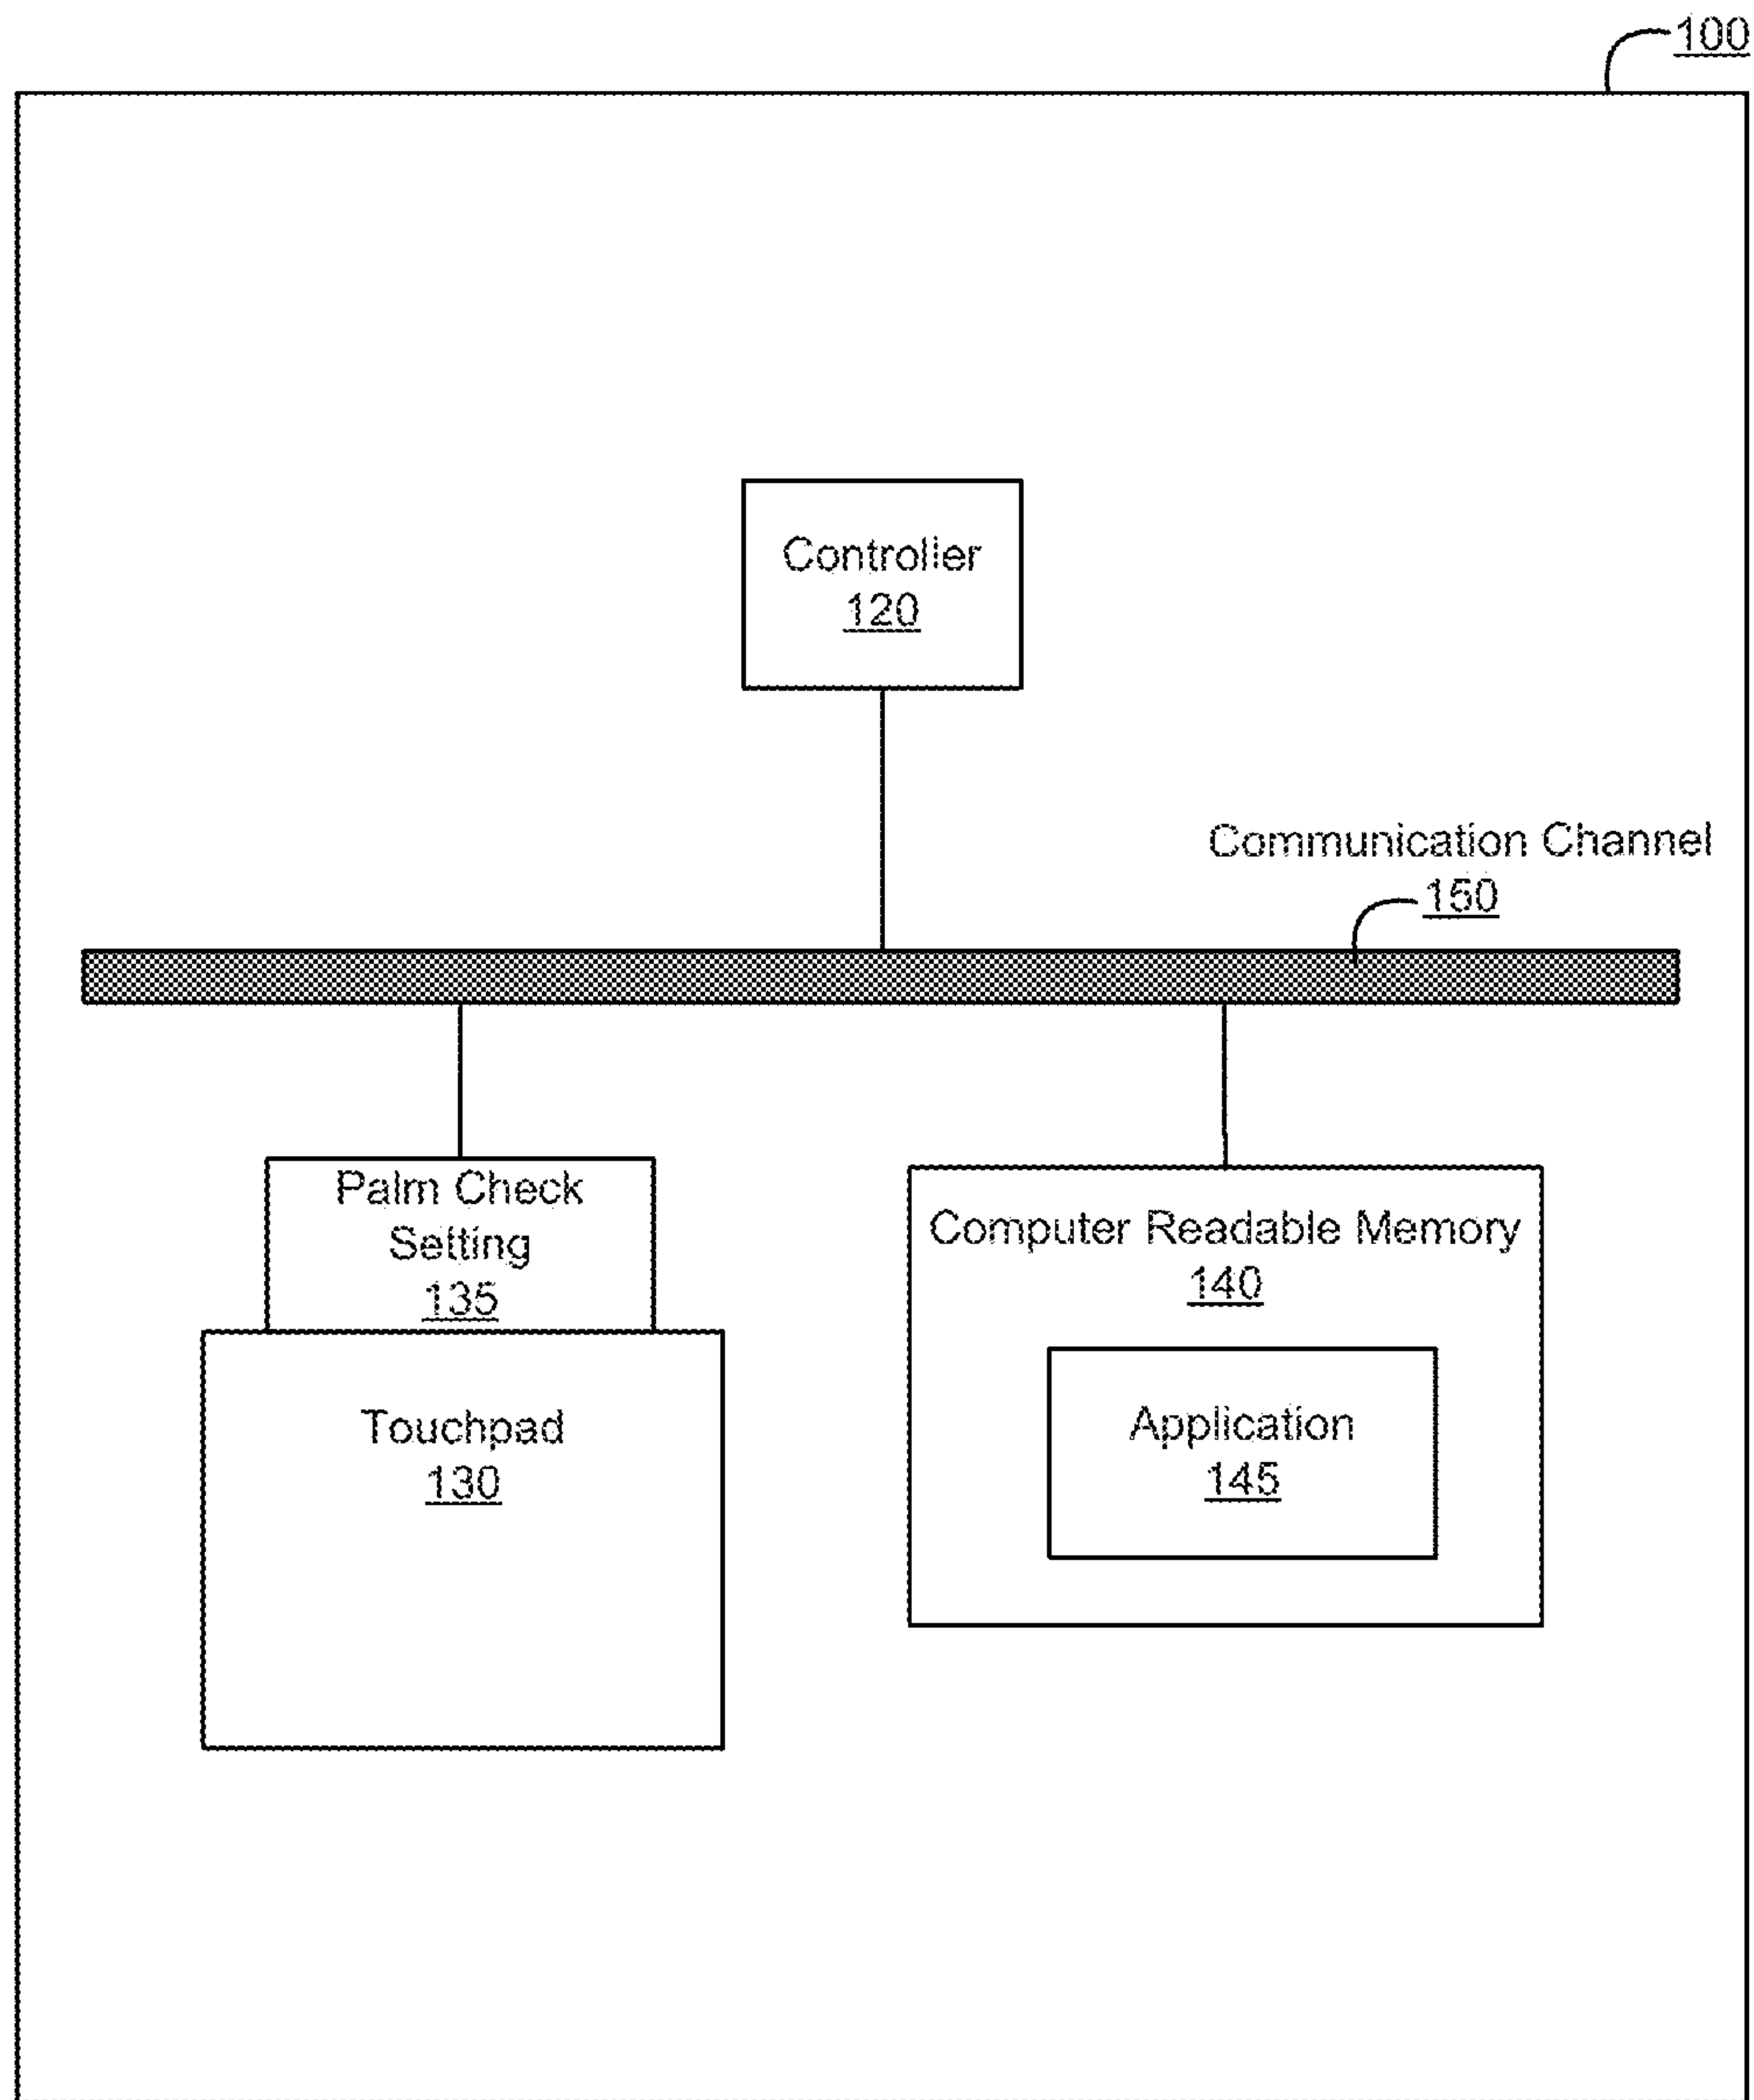 100
Controller
120
Communication Channel
150
Palm Check
Setting
135
Computer Readable Memory
140
Touchpad
130
Application
145